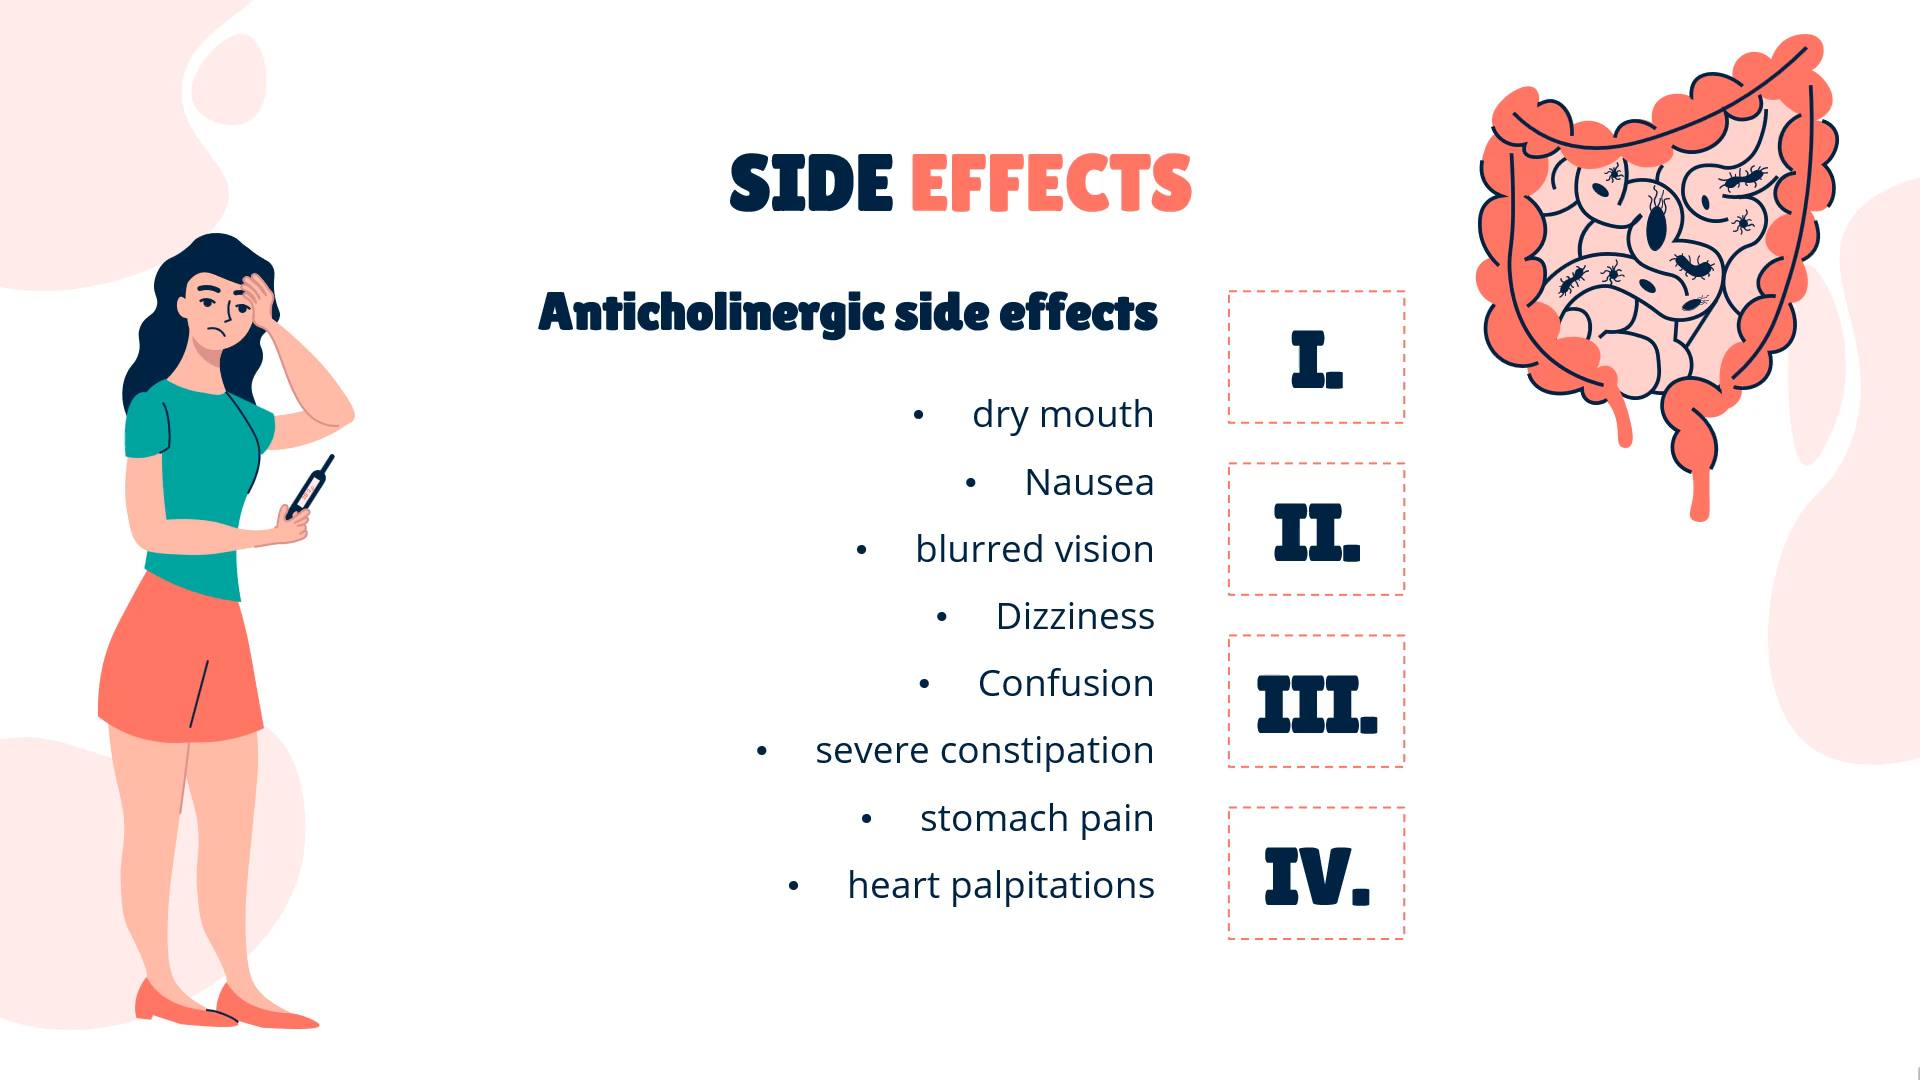 SIDE EFFECTS
Anticholinergic side effects
• dry mouth
• Nausea
• blurred vision
• Dizziness
• Confusion
• severe constipation
• stomach pain
• heart palpitations
I.
II.
III.
IV.